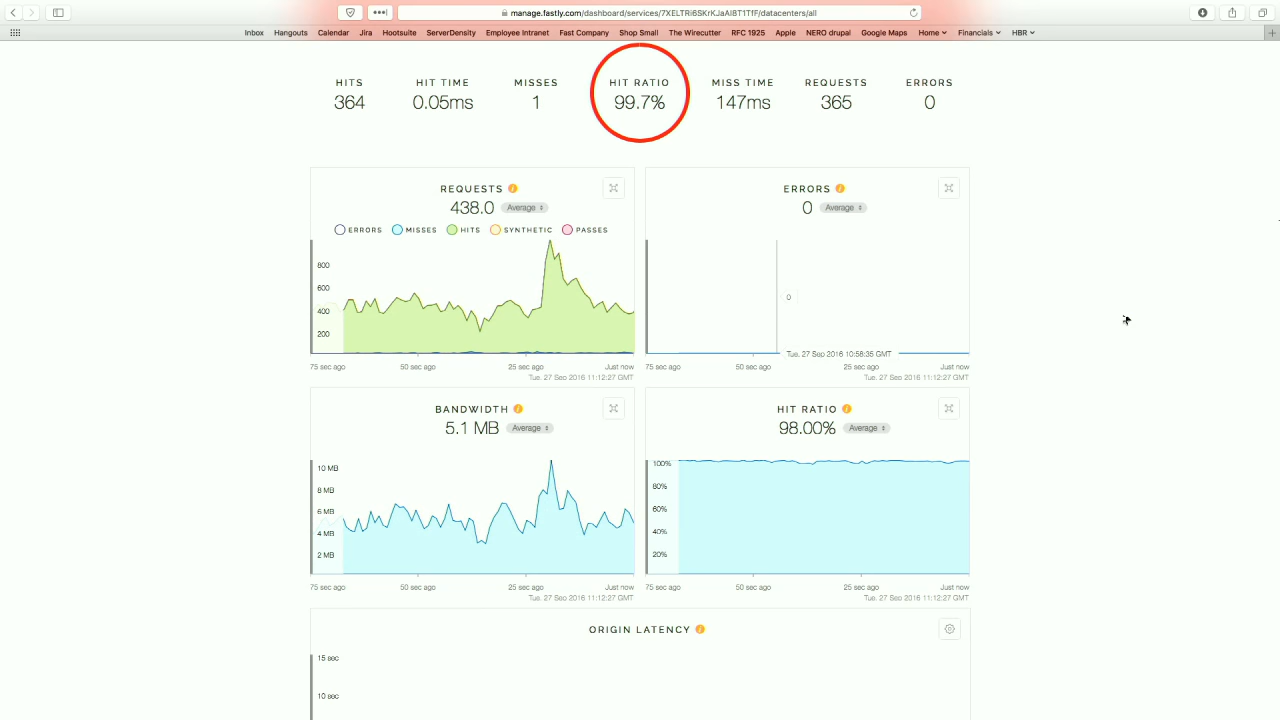 manage.fastly.com/dashboard/services/7XELTRi6SKrKJaAIBT1TfF/datacenters/all
Inbox Hangouts Calendar Jira Hootsuite ServerDensity Employee Intranet Fast Company Shop Small The Wirecutter RFC 1925 Apple NERO drupal Google Maps Home Financials HBR
HITS HIT TIME MISSES HIT RATIO MISS TIME REQUESTS ERRORS
364 0.05ms 1 99.7% 147ms 365 0
REQUESTS
438.0 Average
ERRORS MISSES HITS SYNTHETIC PASSES
800
600
400
200
75 sec ago 50 sec ago 25 sec ago Just now
Tue, 27 Sep 2016 11:12:27 GMT
ERRORS
0 Average
0
Tue, 27 Sep 2016 10:58:35 GMT
75 sec ago 50 sec ago 25 sec ago Just now
Tue, 27 Sep 2016 11:12:27 GMT
BANDWIDTH
5.1 MB Average
10 MB
8 MB
6 MB
4 MB
2 MB
75 sec ago 50 sec ago 25 sec ago Just now
Tue, 27 Sep 2016 11:12:27 GMT
HIT RATIO
98.00% Average
100%
80%
60%
40%
20%
75 sec ago 50 sec ago 25 sec ago Just now
Tue, 27 Sep 2016 11:12:27 GMT
ORIGIN LATENCY
15 sec
10 sec